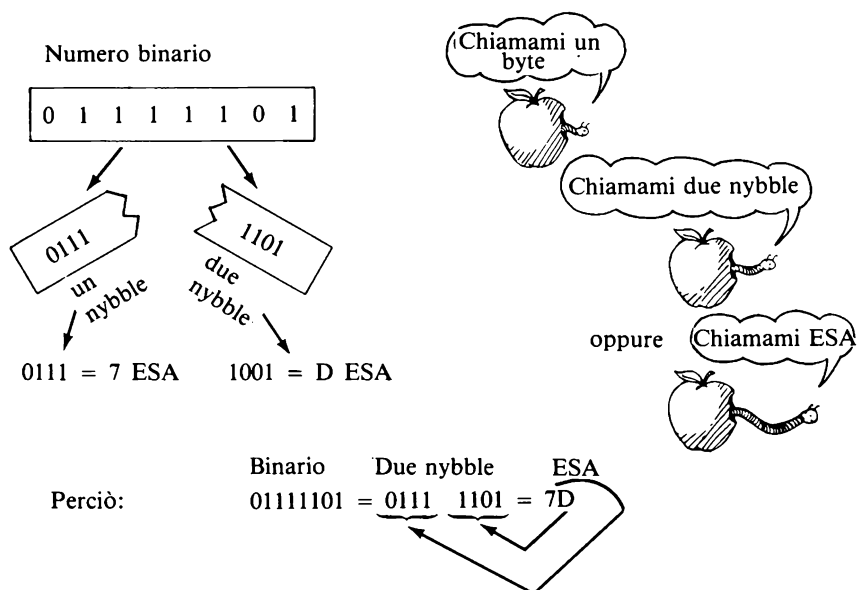 Numero binario
0 1 1 1 1 1 0 1
0111
un
nybble
1101
due
nybble
0111 = 7 ESA
1001 = D ESA
Chiamami un
byte
Chiamami due nybble
oppure
Chiamami ESA
Binario Due nybble ESA
Perciò: 01111101 = 0111 1101 = 7D